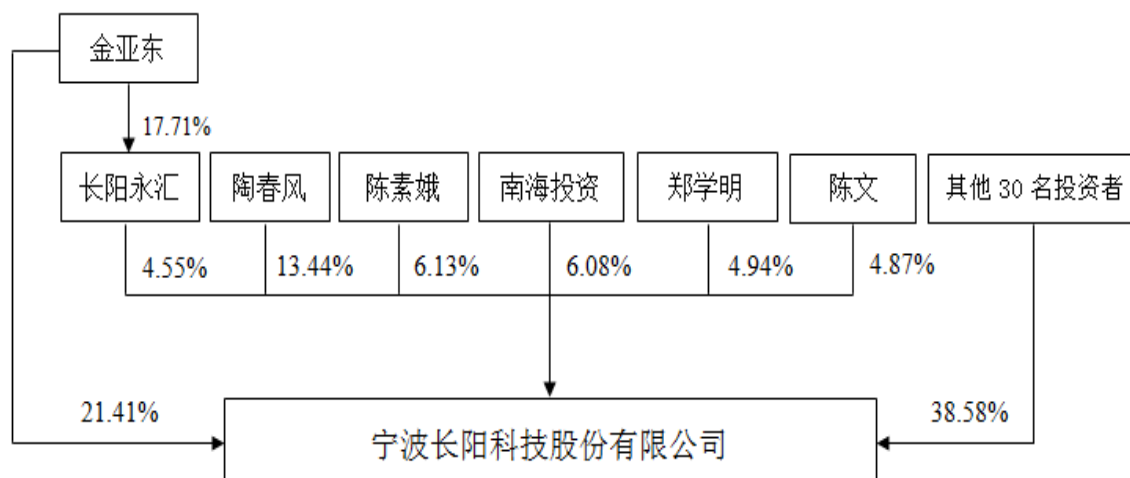 金亚东
17.71%
长阳永汇
陶春风
陈素娥
南海投资
郑学明
陈文
其他 30 名投资者
4.55%
13.44%
6.13%
6.08%
4.94%
4.87%
21.41%
38.58%
宁波长阳科技股份有限公司